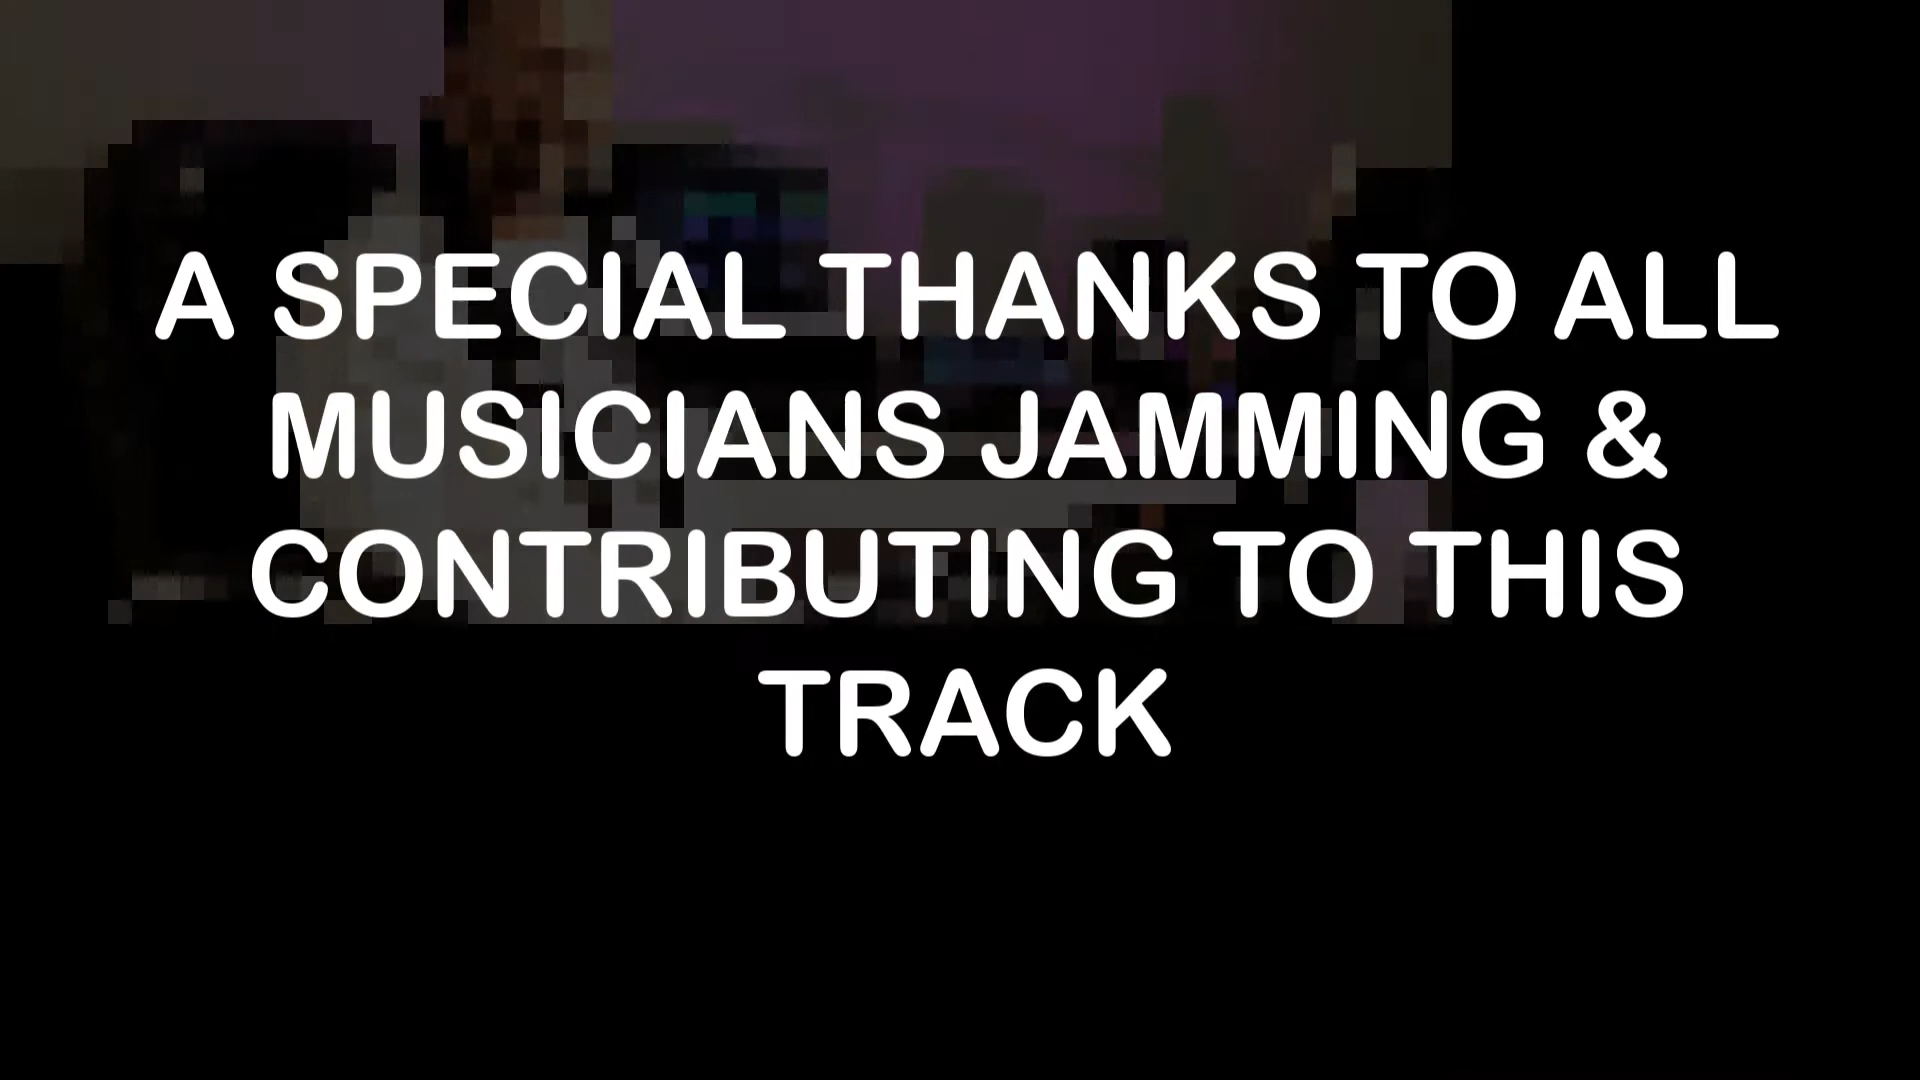 A SPECIAL THANKS TO ALL
MUSICIANS JAMMING &
CONTRIBUTING TO THIS
TRACK